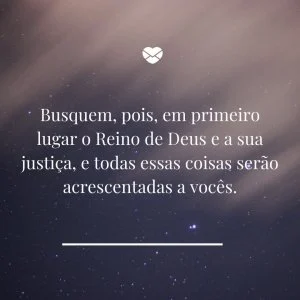 Busquem, pois, em primeiro
lugar o Reino de Deus e a sua
justiça, e todas essas coisas serão
acrescentadas a vocês.